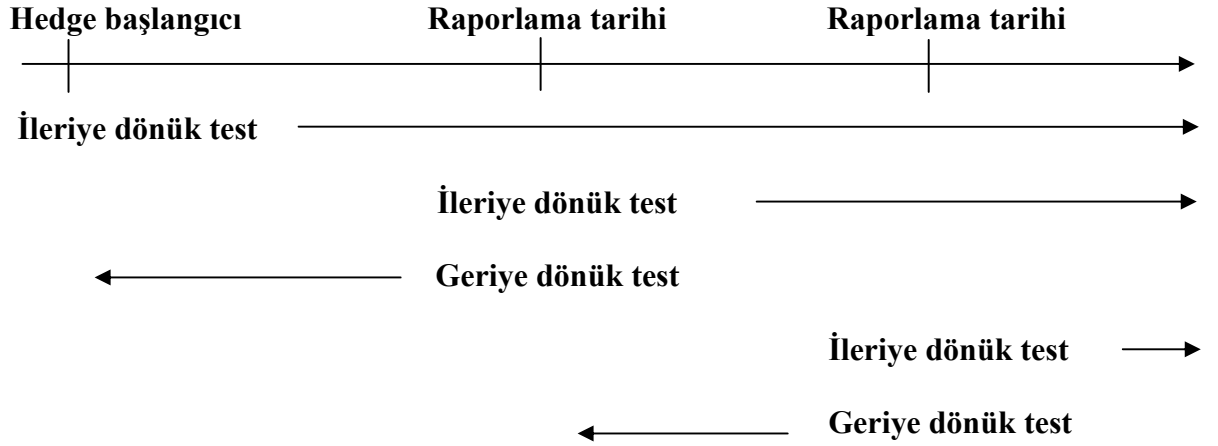 Hedge başlangıcı Raporlama tarihi Raporlama tarihi
İleriye dönük test
İleriye dönük test
Geriye dönük test
İleriye dönük test
Geriye dönük test